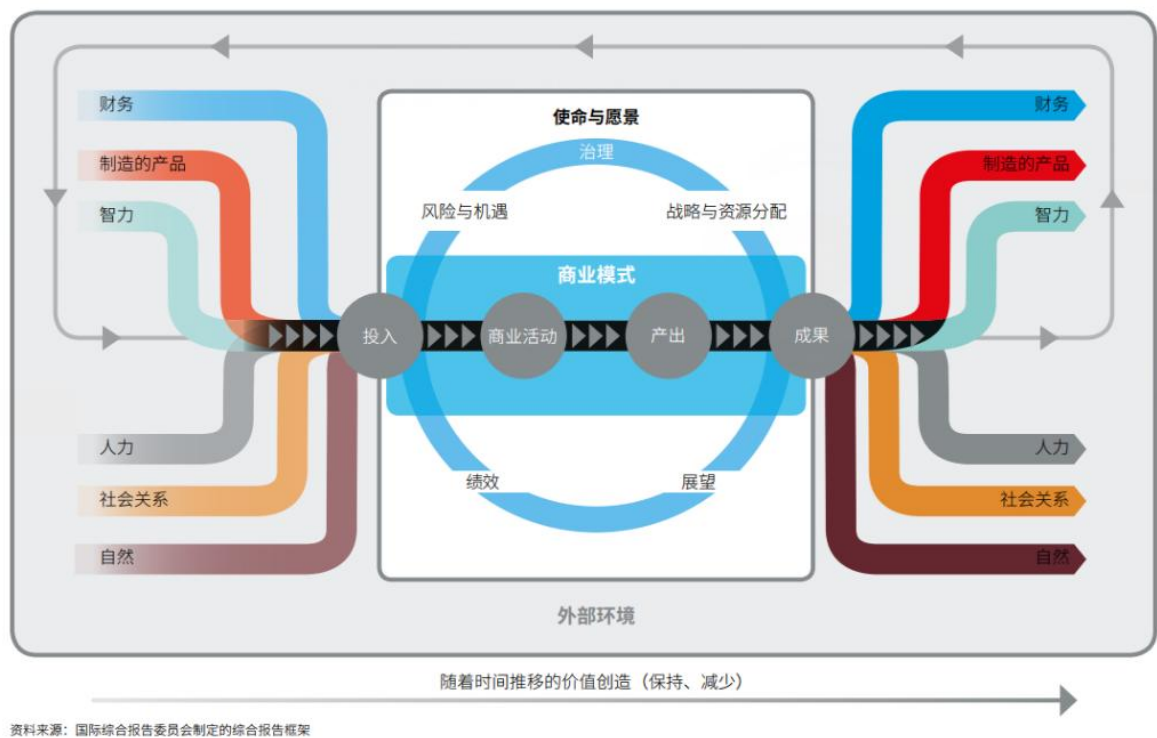 财务
制造的产品
智力
人力
社会关系
自然
使命与愿景
治理
风险与机遇
战略与资源分配
商业模式
投入
商业活动
产出
成果
绩效
展望
财务
制造的产品
智力
人力
社会关系
自然
外部环境
随着时间推移的价值创造（保持、减少）
资料来源：国际综合报告委员会制定的综合报告框架